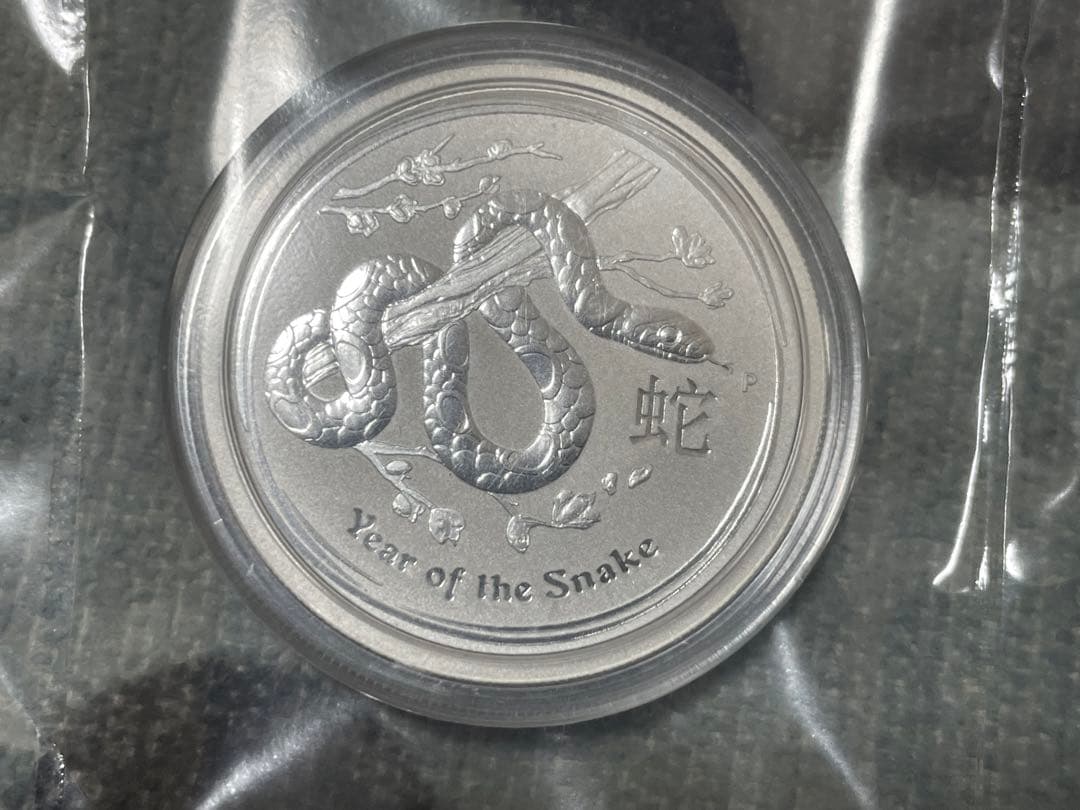 P
蛇
Year of the Snake